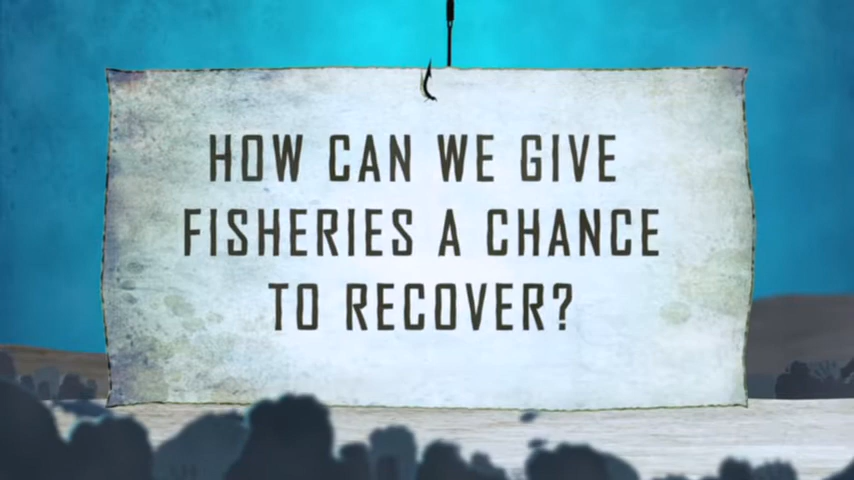 HOW CAN WE GIVE
FISHERIES A CHANCE
TO RECOVER?